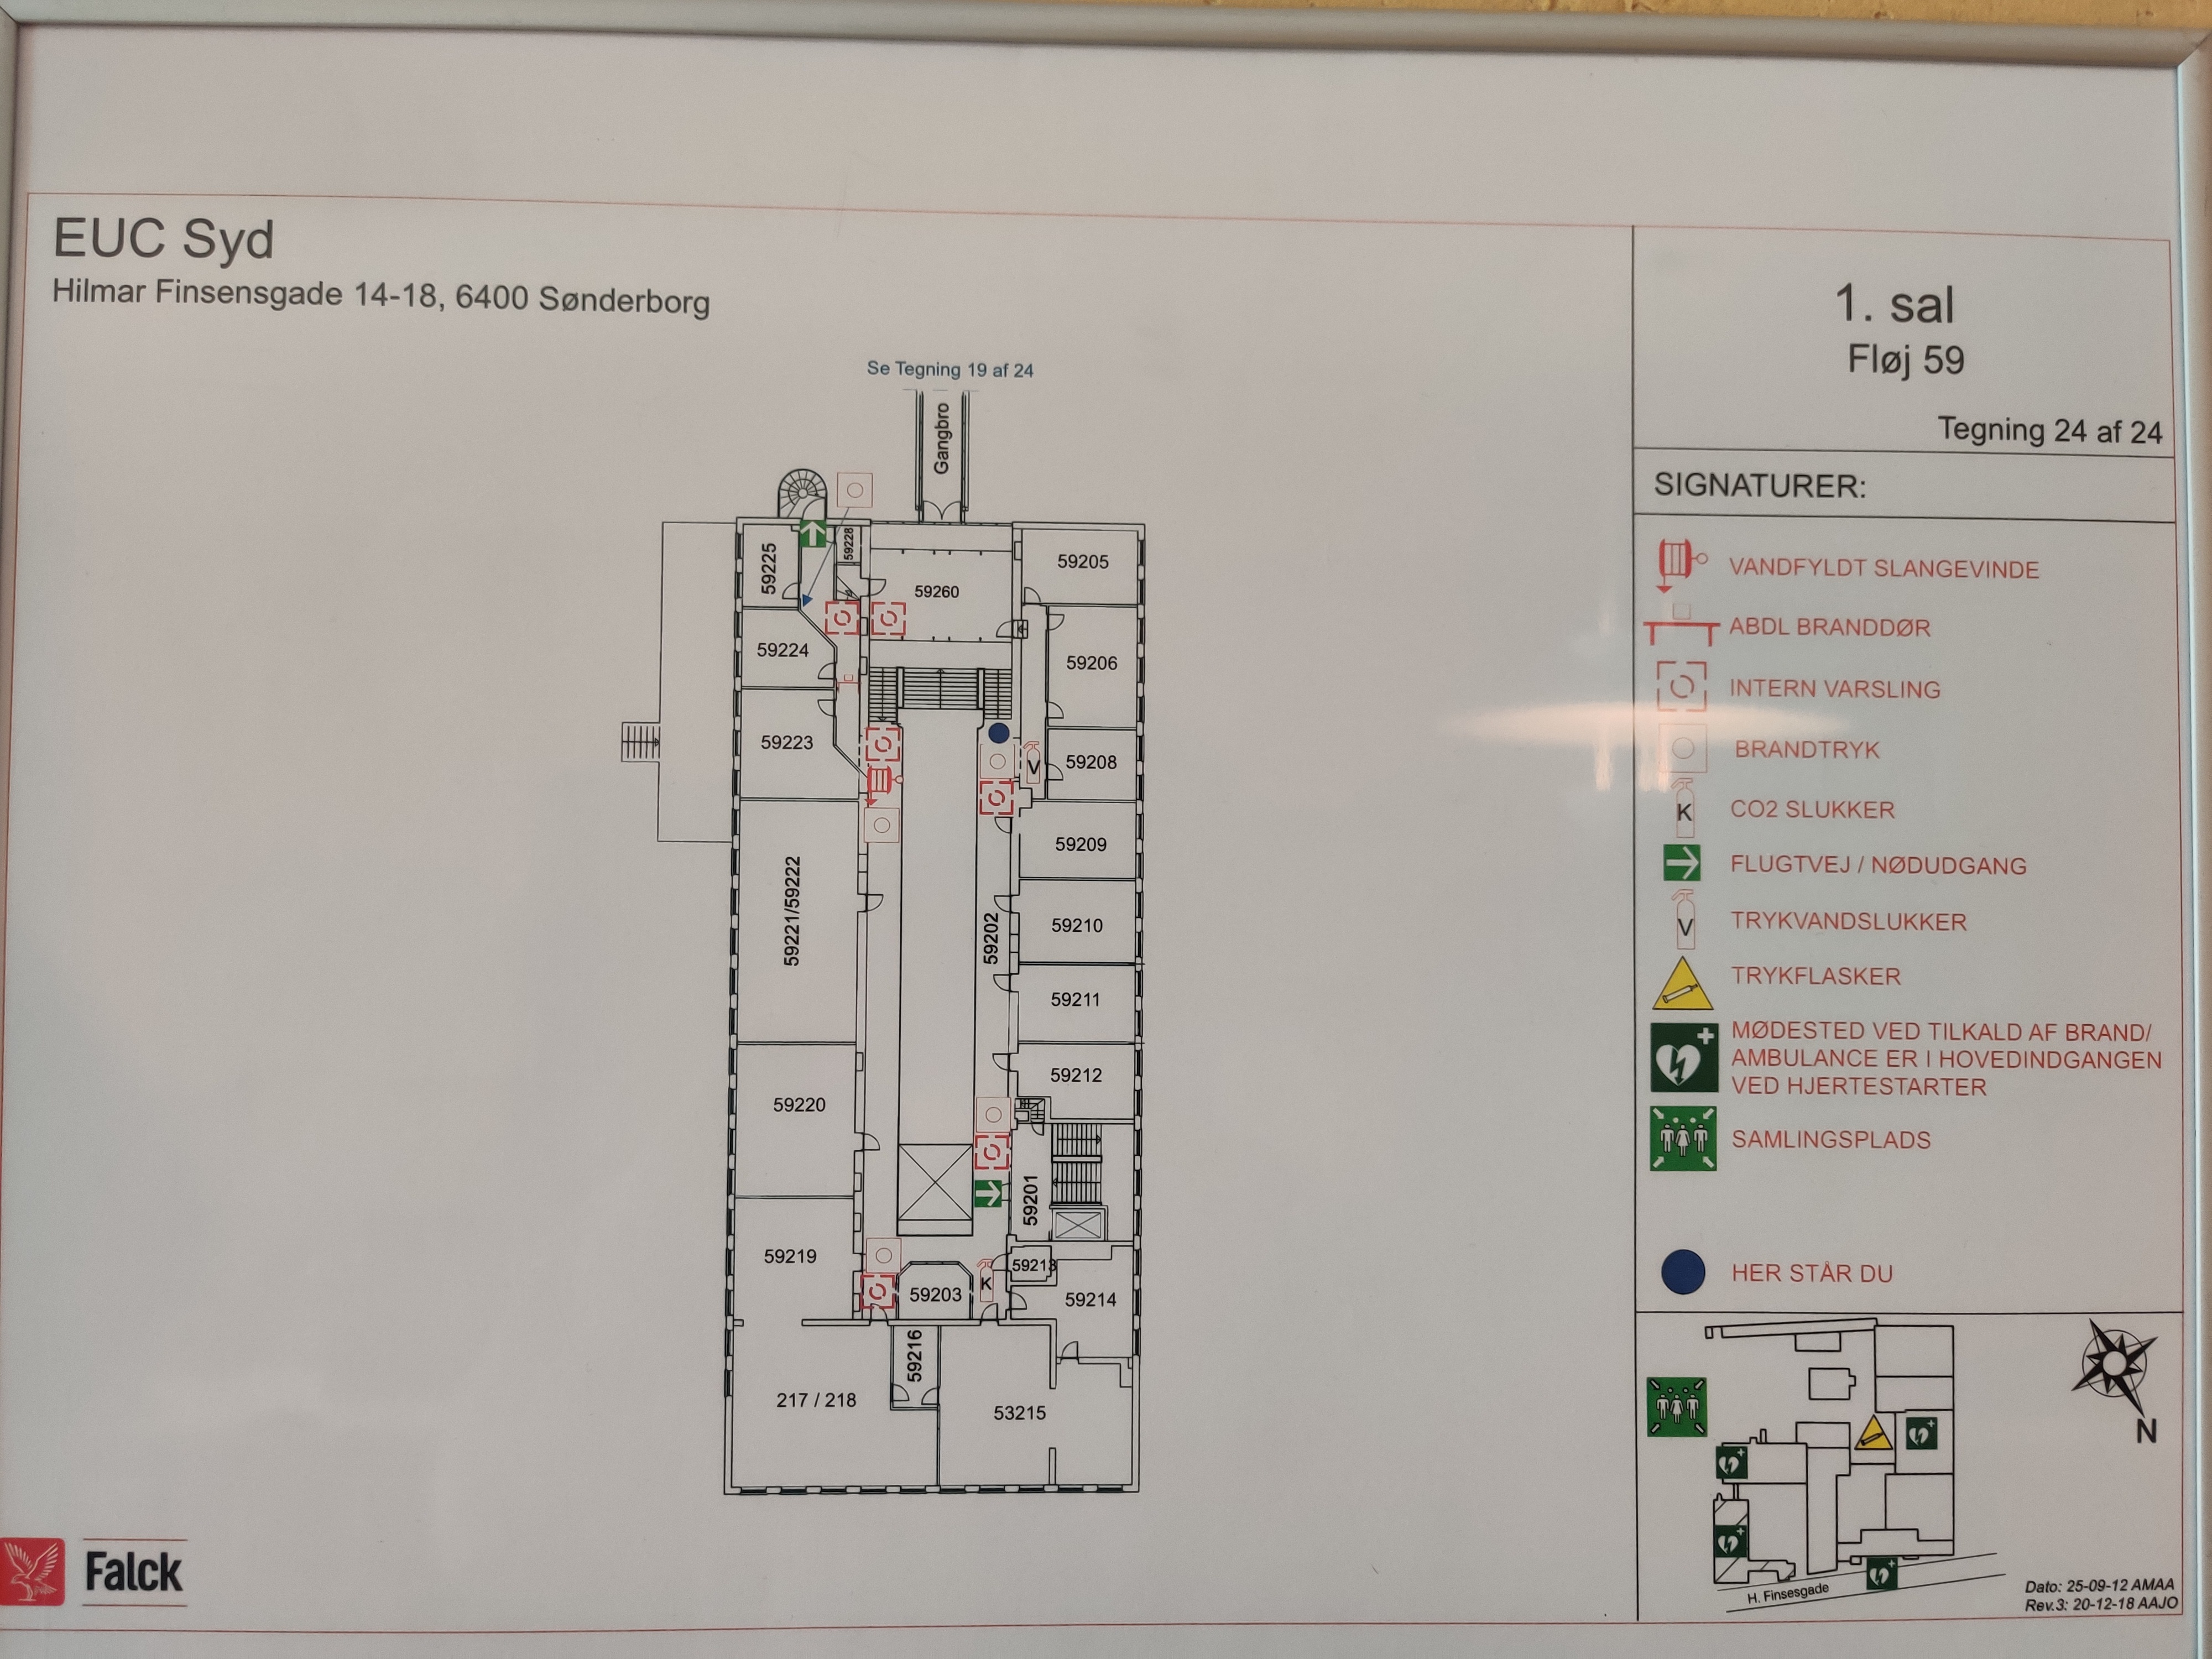 EUC Syd
Hilmar Finsensgade 14-18, 6400 Sønderborg
Se Tegning 19 af 24
Gangbro
59225
59228
59260
59205
59224
59206
59223
59208
V
59209
59221/59222
59202
59210
59211
59212
59220
59201
59219
59213
K
59203
59214
59216
217 / 218
53215
Falck
1. sal
Fløj 59
Tegning 24 af 24
SIGNATURER:
VANDFYLDT SLANGEVINDE
ABDL BRANDDØR
INTERN VARSLING
BRANDTRYK
K CO2 SLUKKER
FLUGTVEJ / NØDUDGANG
V TRYKVANDSLUKKER
TRYKFLASKER
MØDESTED VED TILKALD AF BRAND/
AMBULANCE ER I HOVEDINDGANGEN
VED HJERTESTARTER
SAMLINGSPLADS
HER STÅR DU
N
H. Finsesgade
Dato: 25-09-12 AMAA
Rev.3: 20-12-18 AAJO